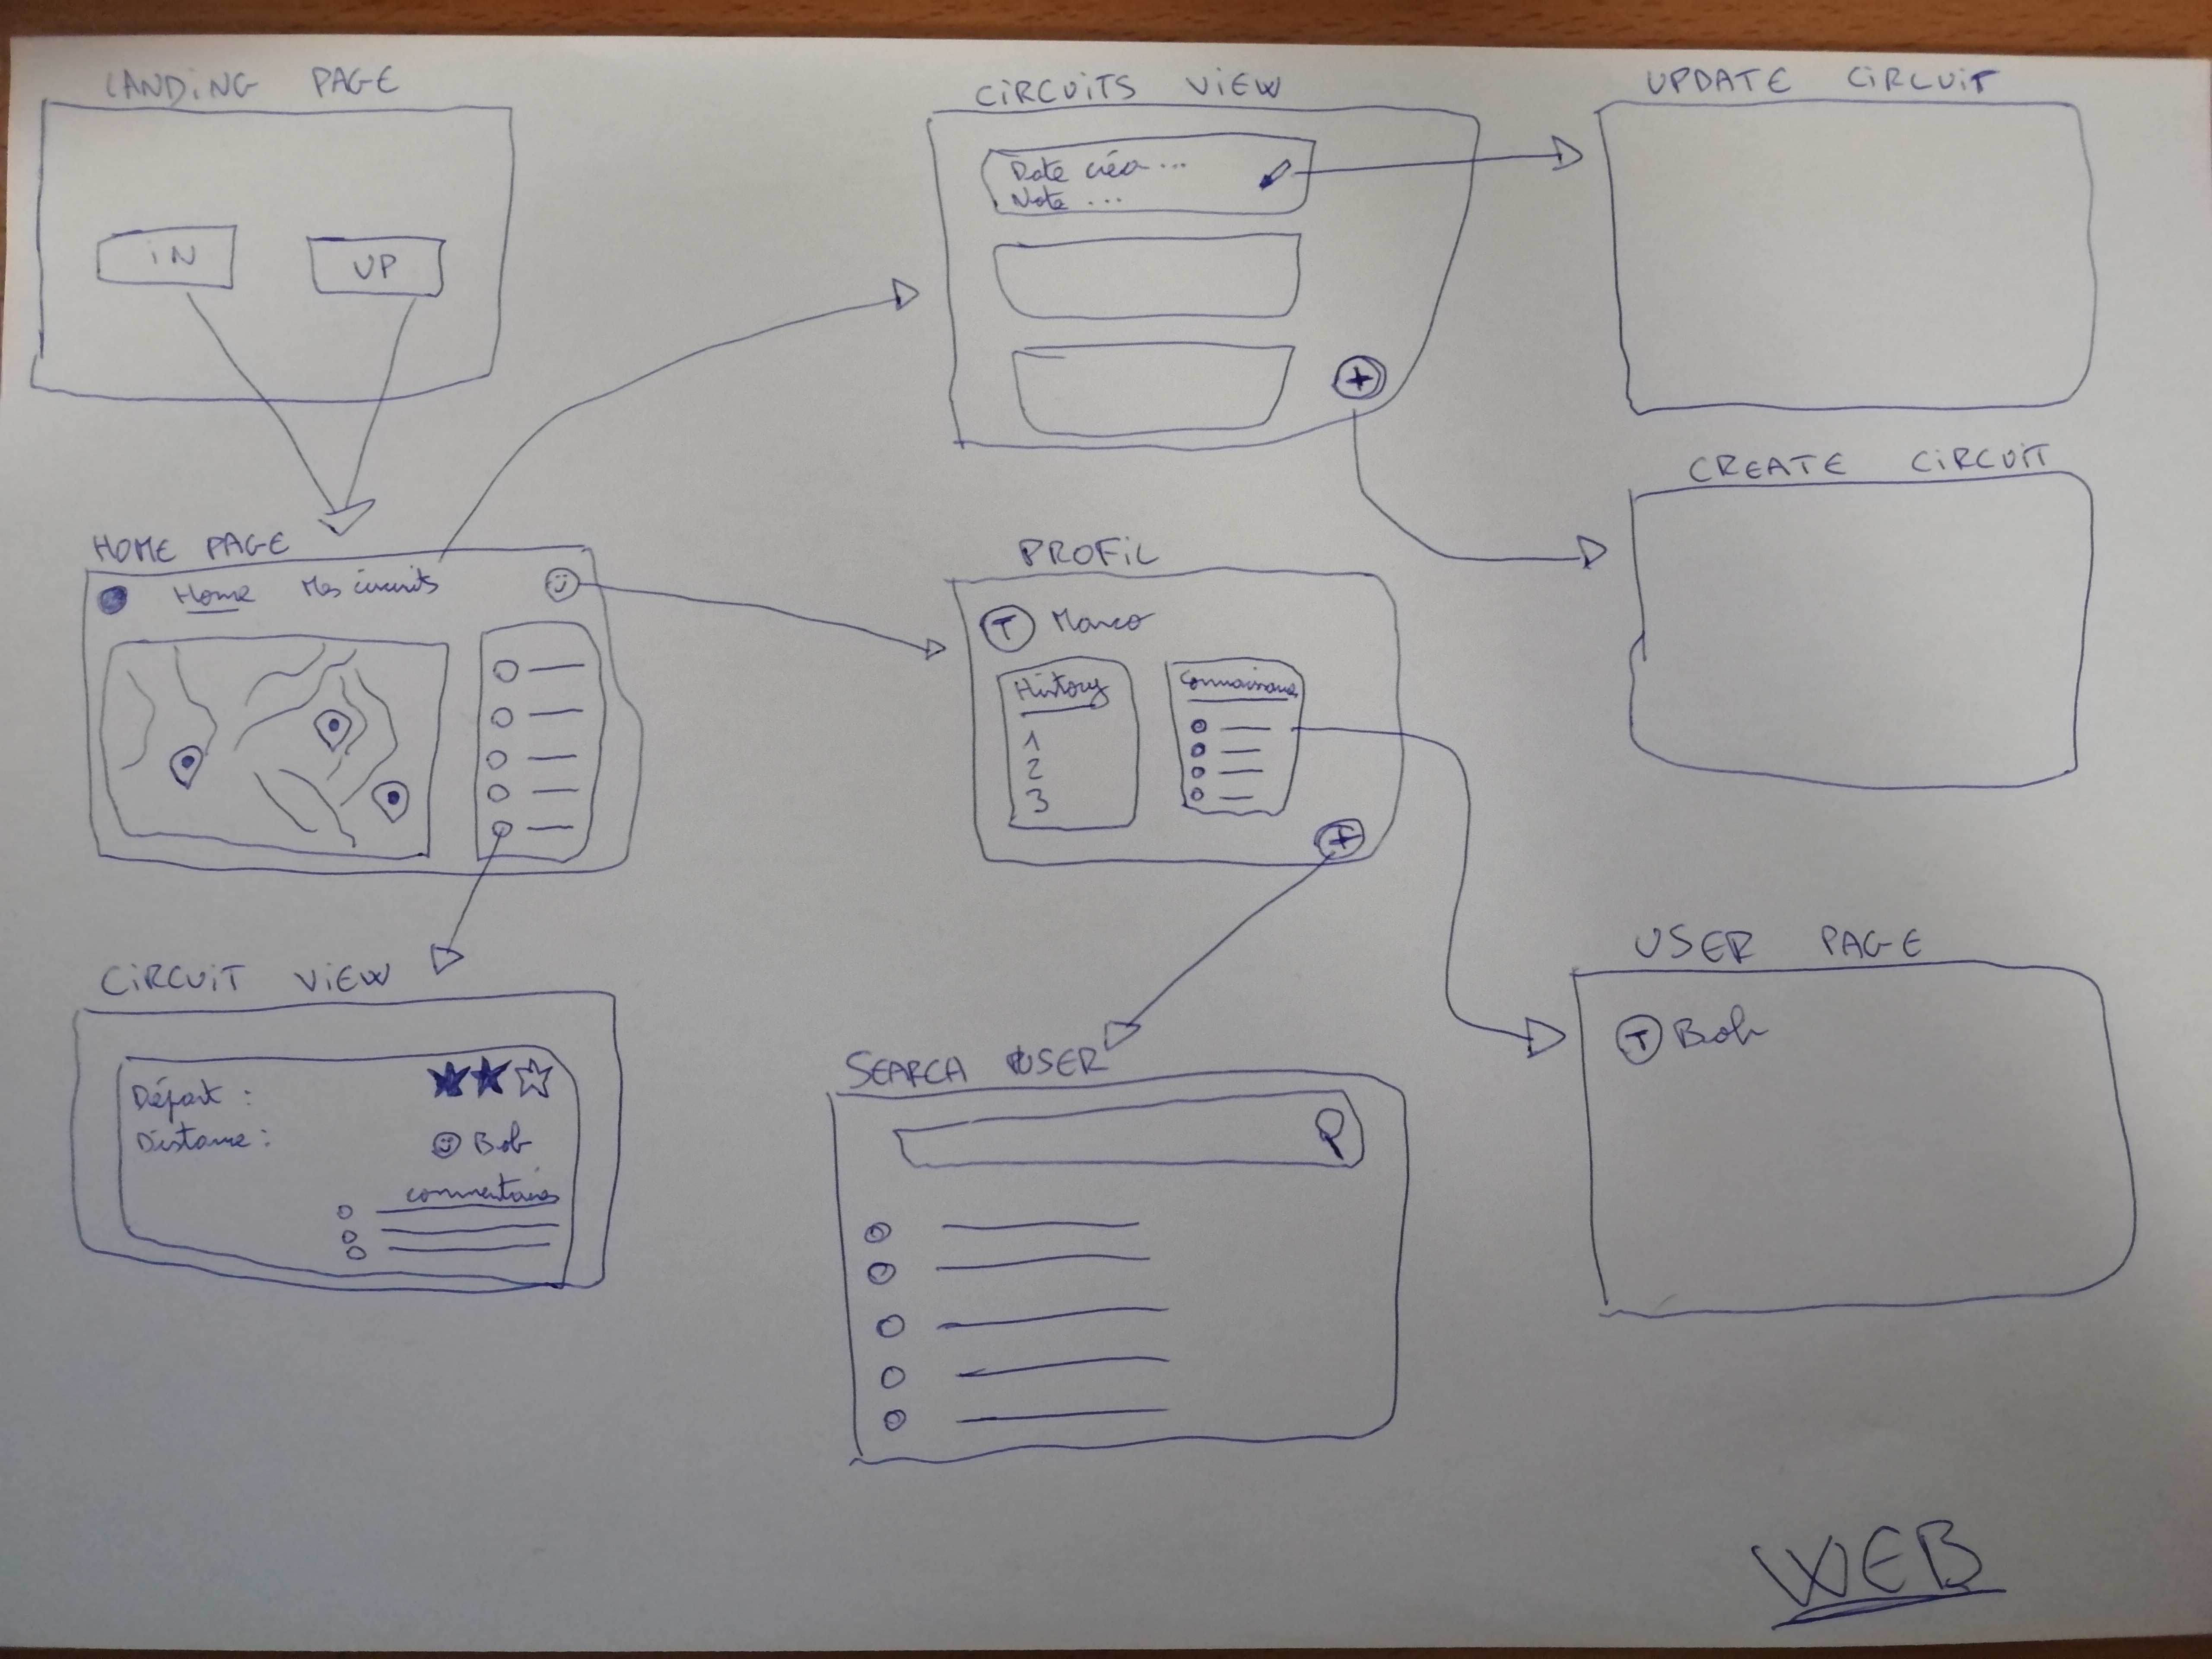 LANDING PAGE
IN
UP
CIRCUITS VIEW
Date créa ...
Note ...
UPDATE CIRCUIT
CREATE CIRCUIT
HOME PAGE
Home Mes circuits
PROFIL
T Marco
History
1
2
3
CIRCUIT VIEW
Départ :
Distance :
Bob
commentaires
SEARCH USER
USER PAGE
T Bob
WEB